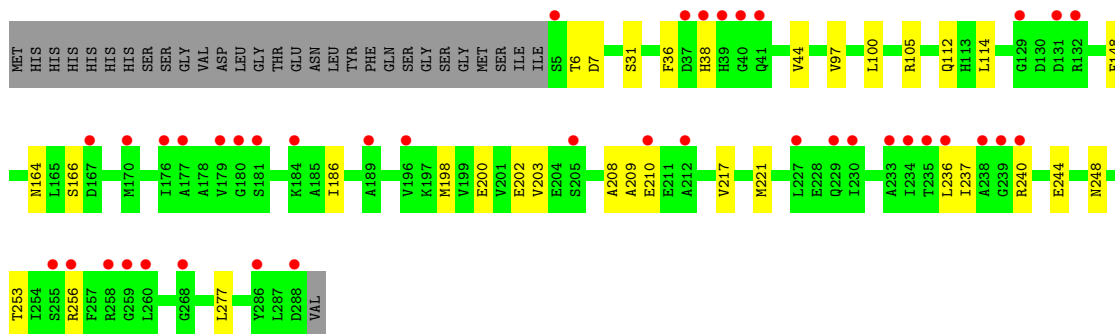 MET HIS HIS HIS HIS HIS HIS SER SER GLY VAL ASP LEU GLY THR GLU ASN LEU TYR PHE GLN SER GLY SER GLY MET SER ILE ILE S5 T6 D7 S31 F36 D37 H38 H39 G40 Q41 V44 V97 L100 R105 Q112 H113 L114 G129 D130 D131 R132
N164 L165 S166 D167 M170 I176 A177 A178 V179 G180 S181 K184 A185 I186 A189 V196 K197 M198 V199 E200 V201 E202 V203 E204 S205 A208 A209 E210 E211 A212 V217 M221 L227 E228 Q229 I230 A233 I234 T235 L236 I237 A238 G239 R240 E244 N248
T253 I254 S255 R256 F257 R258 G259 L260 G268 L277 Y286 L287 D288 VAL